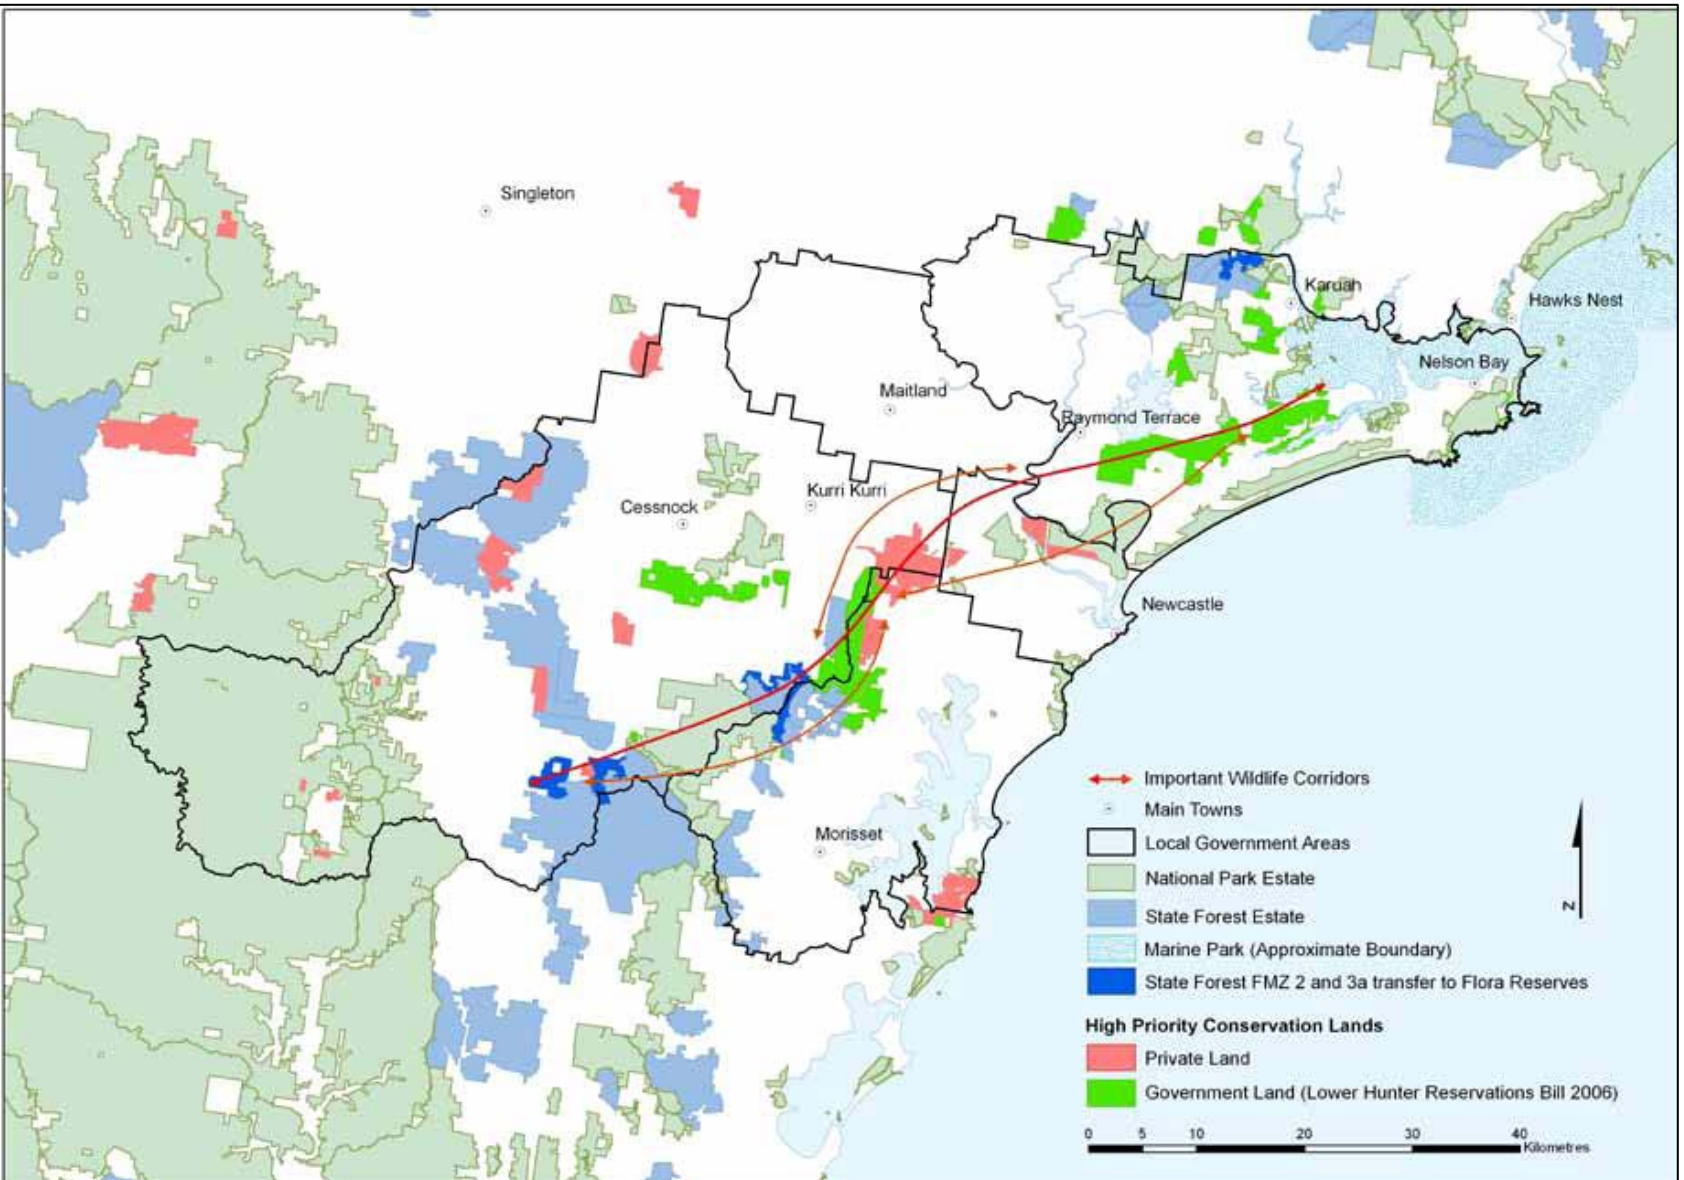 Singleton
Karuah
Hawks Nest
Nelson Bay
Maitland
Raymond Terrace
Kurri Kurri
Cessnock
Newcastle
Morisset
Important Wildlife Corridors
Main Towns
Local Government Areas
National Park Estate
State Forest Estate
Marine Park (Approximate Boundary)
State Forest FMZ 2 and 3a transfer to Flora Reserves
High Priority Conservation Lands
Private Land
Government Land (Lower Hunter Reservations Bill 2006)
N
0 5 10 20 30 40
Kilometres